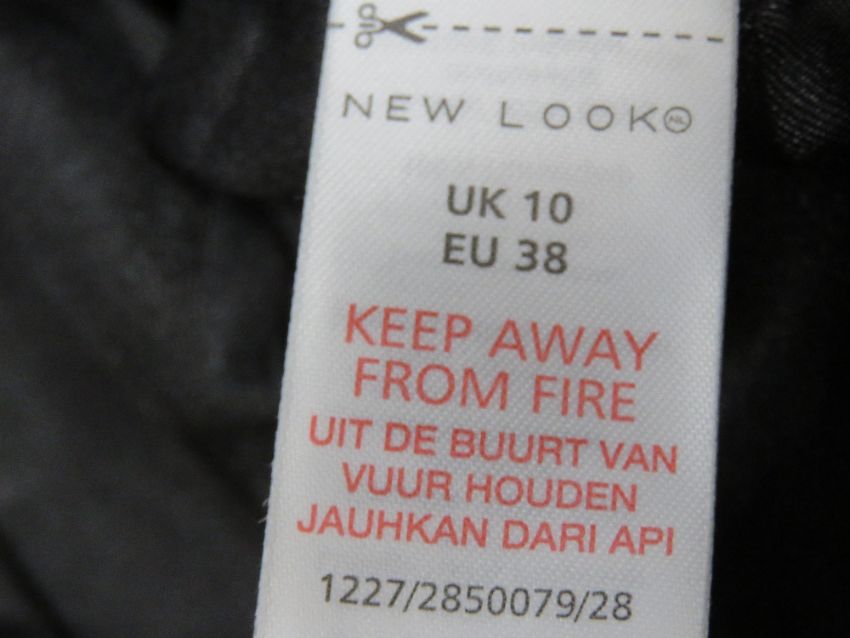 NEW LOOK NL
UK 10
EU 38
KEEP AWAY
FROM FIRE
UIT DE BUURT VAN
VUUR HOUDEN
JAUHKAN DARI API
1227/2850079/28